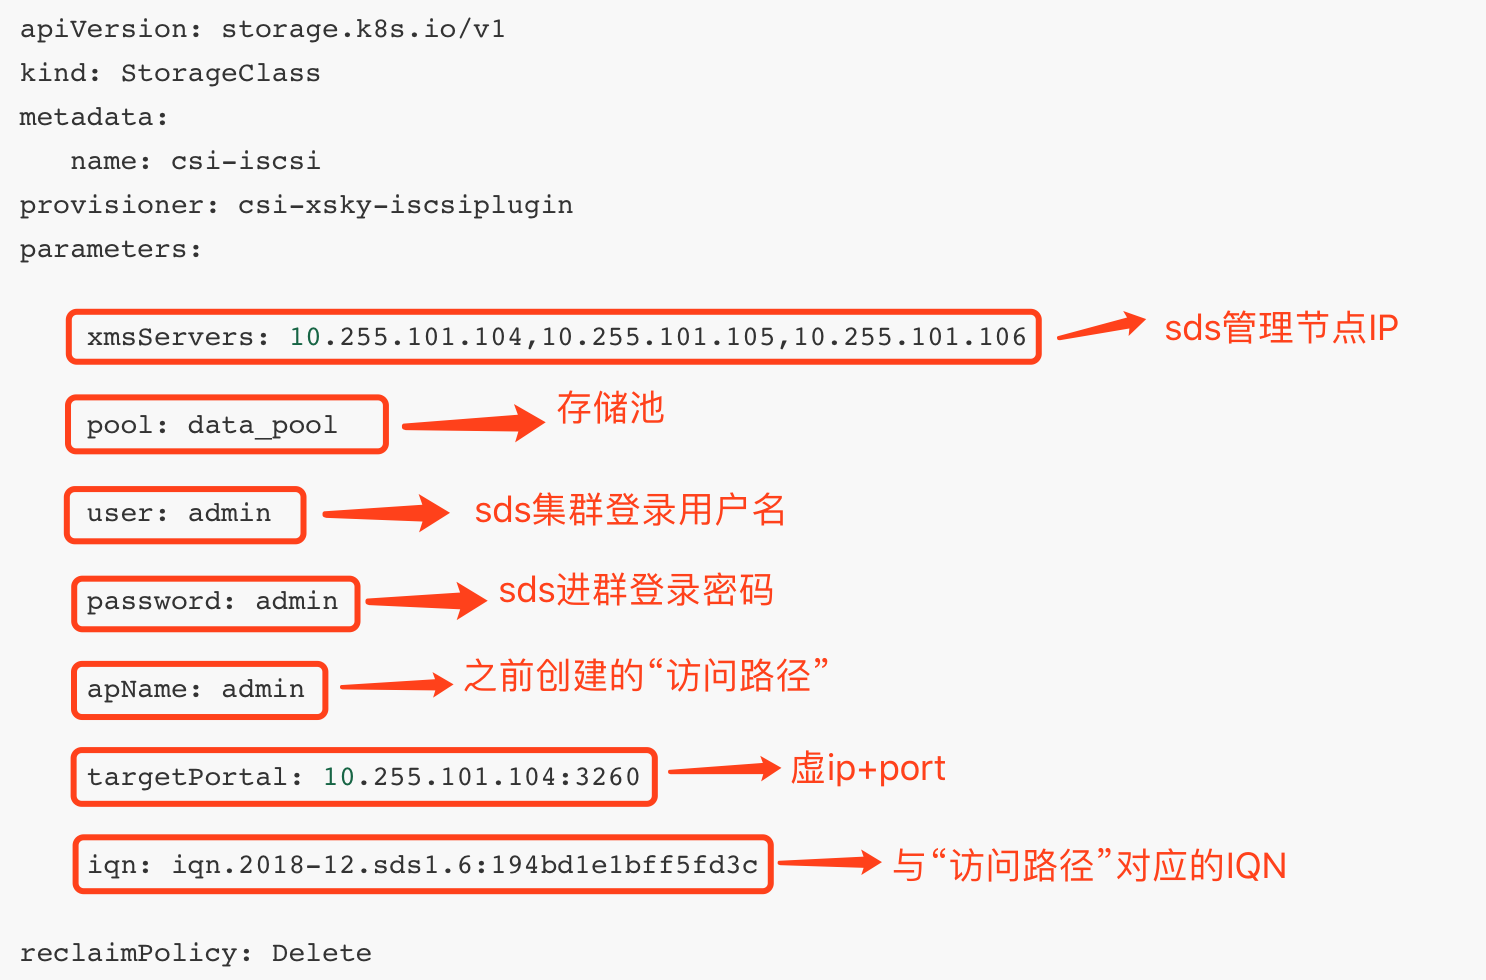 apiVersion: storage.k8s.io/v1
kind: StorageClass
metadata:
name: csi-iscsi
provisioner: csi-xsky-iscsiplugin
parameters:
xmsServers: 10.255.101.104,10.255.101.105,10.255.101.106 sds管理节点IP
pool: data_pool 存储池
user: admin sds集群登录用户名
password: admin sds进群登录密码
apName: admin 之前创建的“访问路径”
targetPortal: 10.255.101.104:3260 虚ip+port
iqn: iqn.2018-12.sds1.6:194bd1e1bff5fd3c 与“访问路径”对应的IQN
reclaimPolicy: Delete